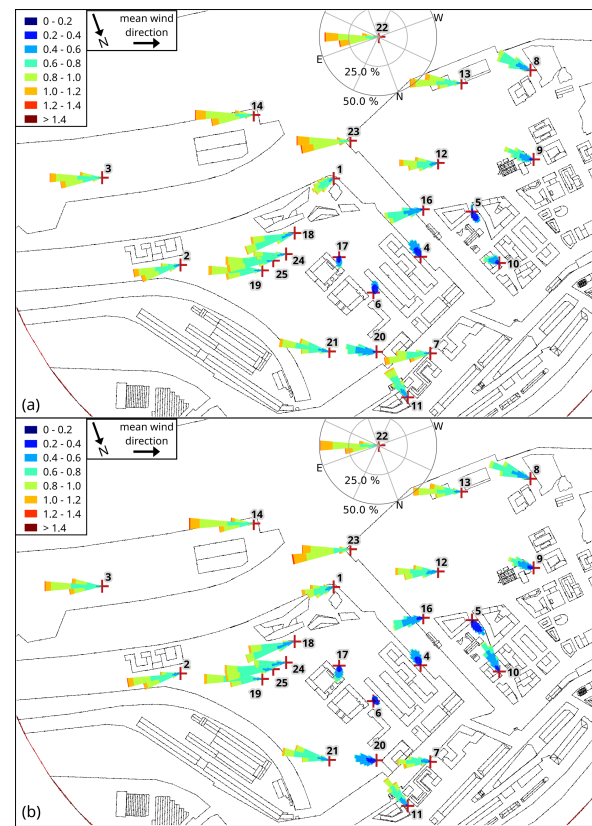 0 - 0.2
0.2 - 0.4
0.4 - 0.6
0.6 - 0.8
0.8 - 1.0
1.0 - 1.2
1.2 - 1.4
> 1.4
N
mean wind
direction
22
W
E
25.0 %
50.0 %
N
8
13
14
23
12
9
3
1
16
5
18
17
4
2
24
10
25
19
6
21
20
7
11
(a)
0 - 0.2
0.2 - 0.4
0.4 - 0.6
0.6 - 0.8
0.8 - 1.0
1.0 - 1.2
1.2 - 1.4
> 1.4
N
mean wind
direction
22
W
E
25.0 %
50.0 %
N
8
13
14
23
12
9
3
1
16
5
18
17
4
2
24
10
25
19
6
21
20
7
11
(b)